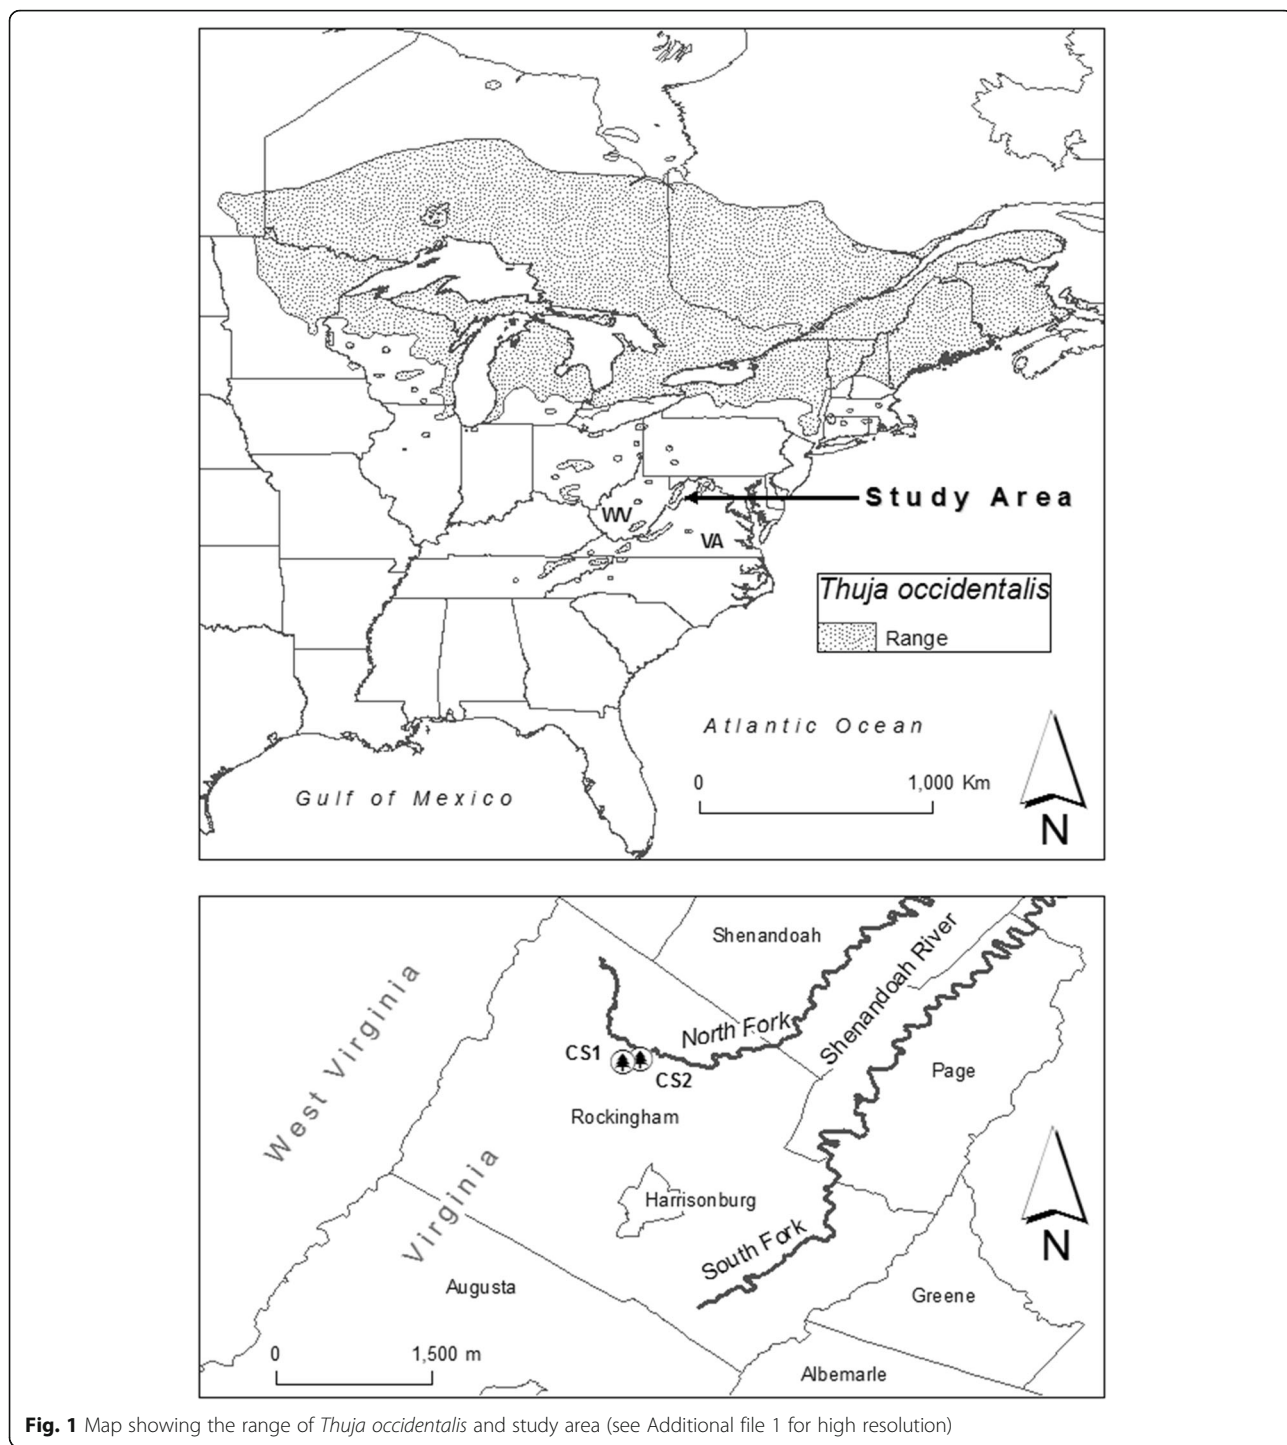 Study Area
WV
VA
Thuja occidentalis
Range
Atlantic Ocean
0 1,000 Km
Gulf of Mexico
N
Shenandoah
Shenandoah River
West Virginia
North Fork
CS1
CS2
Page
Rockingham
Virginia
Harrisonburg
South Fork
N
Augusta
Greene
0 1,500 m
Albemarle
Fig. 1 Map showing the range of Thuja occidentalis and study area (see Additional file 1 for high resolution)